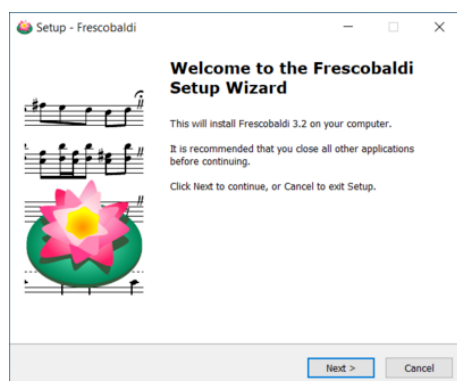 Setup - Frescobaldi
Welcome to the Frescobaldi
Setup Wizard
This will install Frescobaldi 3.2 on your computer.
It is recommended that you close all other applications
before continuing.
Click Next to continue, or Cancel to exit Setup.
Next >
Cancel